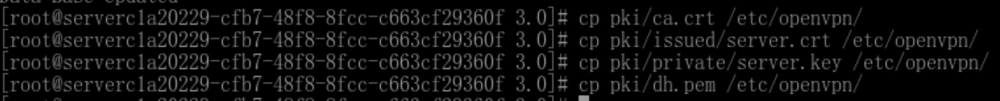 Data Base Updated
[root@serverc1a20229-cfb7-48f8-8fcc-c663cf29360f 3.0]# cp pki/ca.crt /etc/openvpn/
[root@serverc1a20229-cfb7-48f8-8fcc-c663cf29360f 3.0]# cp pki/issued/server.crt /etc/openvpn/
[root@serverc1a20229-cfb7-48f8-8fcc-c663cf29360f 3.0]# cp pki/private/server.key /etc/openvpn/
[root@serverc1a20229-cfb7-48f8-8fcc-c663cf29360f 3.0]# cp pki/dh.pem /etc/openvpn/